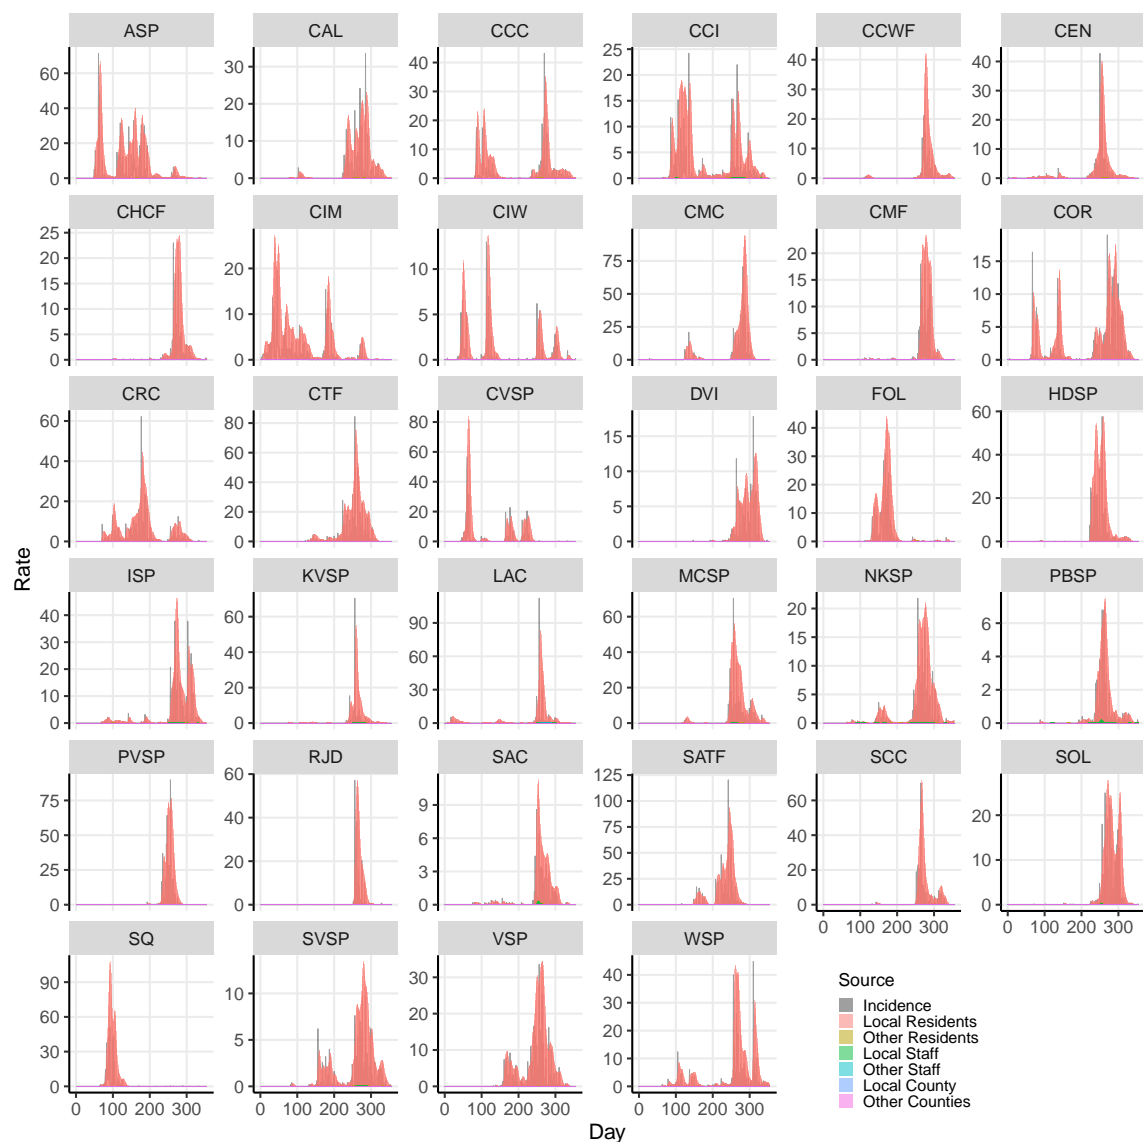 ASP CAL CCC CCI CCWF CEN
60 40 20 0
30 20 10 0
40 30 20 10 0
25 20 15 10 5 0
40 30 20 10 0
40 30 20 10 0
CHCF CIM CIW CMC CMF COR
25 20 15 10 5 0
20 10 0
10 5 0
75 50 25 0
20 15 10 5 0
15 10 5 0
CRC CTF CVSP DVI FOL HDSP
60 40 20 0
80 60 40 20 0
80 60 40 20 0
15 10 5 0
40 30 20 10 0
60 40 20 0
Rate
ISP KVSP LAC MCSP NKSP PBSP
40 30 20 10 0
60 40 20 0
90 60 30 0
60 40 20 0
20 15 10 5 0
6 4 2 0
PVSP RJD SAC SATF SCC SOL
75 50 25 0
60 40 20 0
9 6 3 0
125 100 75 50 25 0
60 40 20 0
20 10 0
0 100 200 300
0 100 200 300
SQ SVSP VSP WSP
90 60 30 0
10 5 0
30 20 10 0
40 30 20 10 0
0 100 200 300
0 100 200 300
0 100 200 300
0 100 200 300
Day
Source
Incidence
Local Residents
Other Residents
Local Staff
Other Staff
Local County
Other Counties